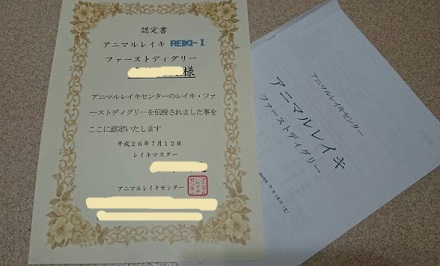 認定書
アニマルレイキ REIKI-Ⅰ
ファーストディグリー
様
アニマルレイキセンターのレイキ・ファ
ーストディグリーを伝授されました事を
ここに認定いたします
平成26年7月12日
レイキマスター
アニマルレイキセンター
アニマルレイキセンター
アニマルレイキ
ファーストディグリー